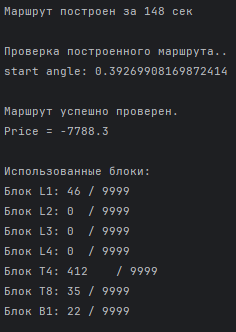 Маршрут построен за 148 сек
Проверка построенного маршрута..
start angle: 0.39269908169872414
Маршрут успешно проверен.
Price = -7788.3
Использованные блоки:
Блок L1: 46 / 9999
Блок L2: 0  / 9999
Блок L3: 0  / 9999
Блок L4: 0  / 9999
Блок T4: 412    / 9999
Блок T8: 35 / 9999
Блок B1: 22 / 9999